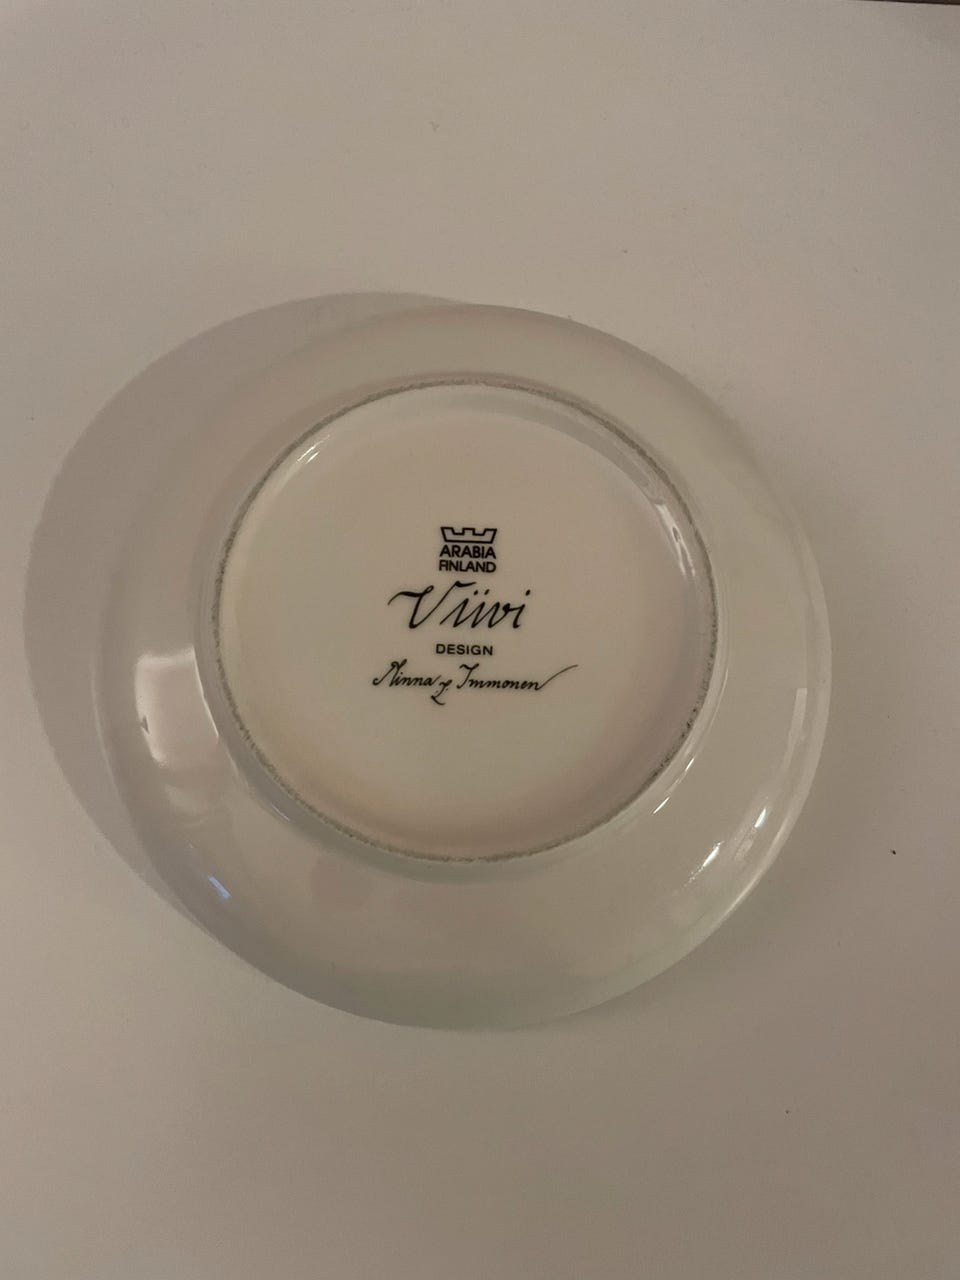 ARABIA
FINLAND
Viivi
DESIGN
Minna L. Immonen